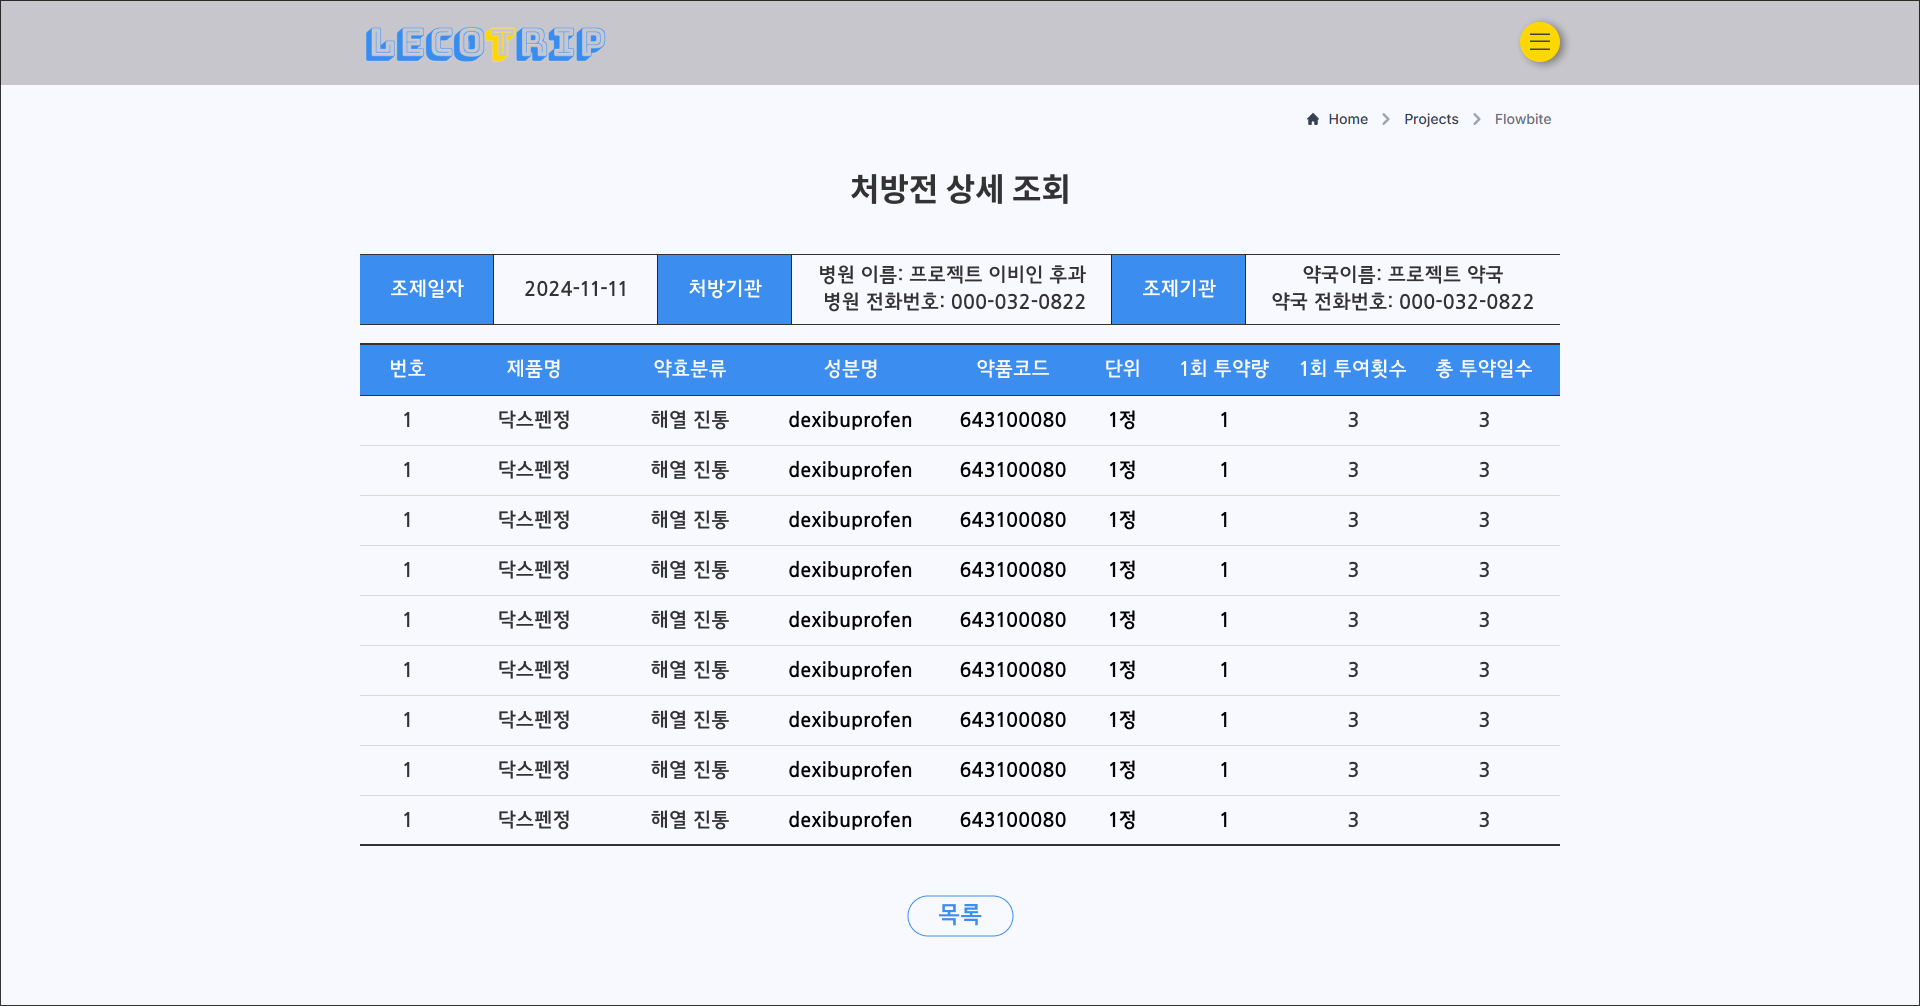 LECOTRIP
Home > Projects > Flowbite
처방전 상세 조회
조제일자 2024-11-11 처방기관 병원 이름: 프로젝트 이비인 후과 병원 전화번호: 000-032-0822 조제기관 약국이름: 프로젝트 약국 약국 전화번호: 000-032-0822
번호 제품명 약효분류 성분명 약품코드 단위 1회 투약량 1회 투여횟수 총 투약일수
1 닥스펜정 해열 진통 dexibuprofen 643100080 1정 1 3 3
1 닥스펜정 해열 진통 dexibuprofen 643100080 1정 1 3 3
1 닥스펜정 해열 진통 dexibuprofen 643100080 1정 1 3 3
1 닥스펜정 해열 진통 dexibuprofen 643100080 1정 1 3 3
1 닥스펜정 해열 진통 dexibuprofen 643100080 1정 1 3 3
1 닥스펜정 해열 진통 dexibuprofen 643100080 1정 1 3 3
1 닥스펜정 해열 진통 dexibuprofen 643100080 1정 1 3 3
1 닥스펜정 해열 진통 dexibuprofen 643100080 1정 1 3 3
1 닥스펜정 해열 진통 dexibuprofen 643100080 1정 1 3 3
목록